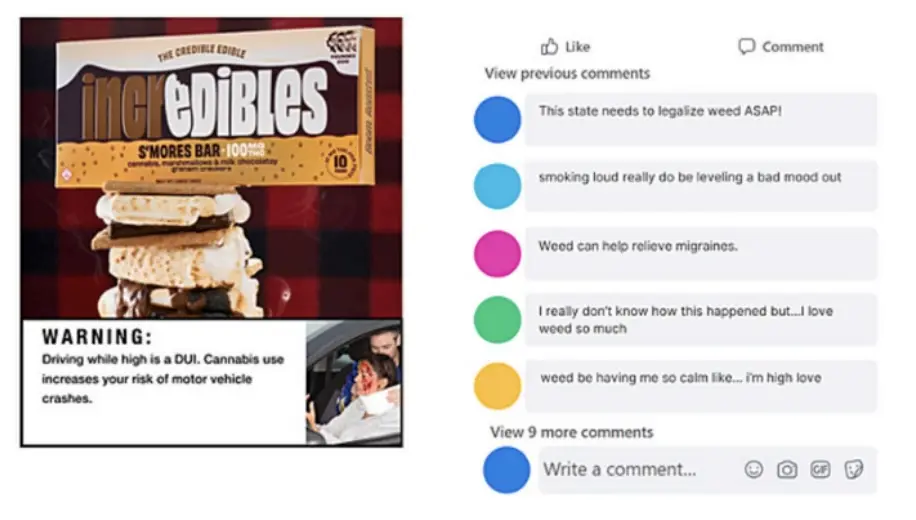 THE CREDIBLE EDIBLE
incrEDIBLES
S'MORES BAR · 100MG THC
cannabis, marshmallows & milk chocolatey
graham crackers
10
WARNING:
Driving while high is a DUI. Cannabis use
increases your risk of motor vehicle
crashes.
Like
Comment
View previous comments
This state needs to legalize weed ASAP!
smoking loud really do be leveling a bad mood out
Weed can help relieve migraines.
I really don't know how this happened but...I love
weed so much
weed be having me so calm like... i'm high love
View 9 more comments
Write a comment...
GIF